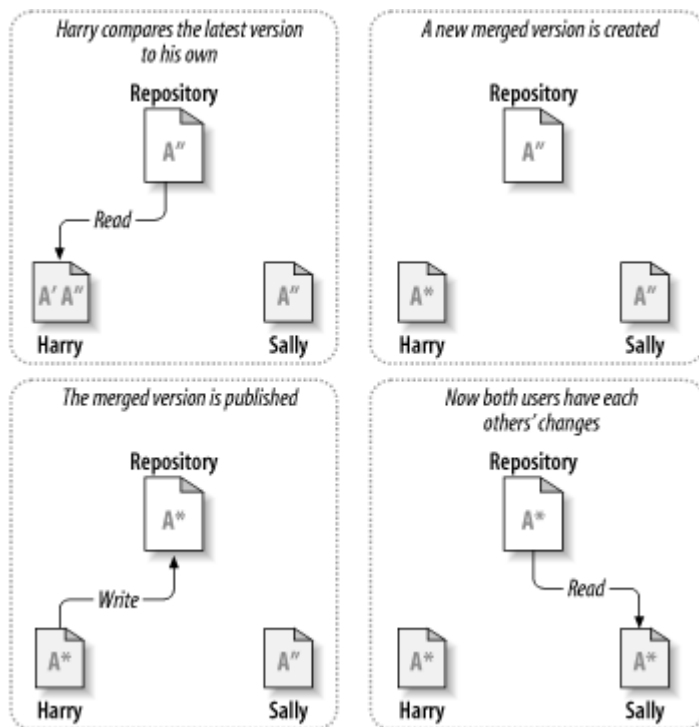 Harry compares the latest version
to his own
Repository
A″
Read
A′ A″
A″
Harry
Sally
A new merged version is created
Repository
A″
A*
A″
Harry
Sally
The merged version is published
Repository
A*
Write
A*
A″
Harry
Sally
Now both users have each
others’ changes
Repository
A*
Read
A*
A*
Harry
Sally